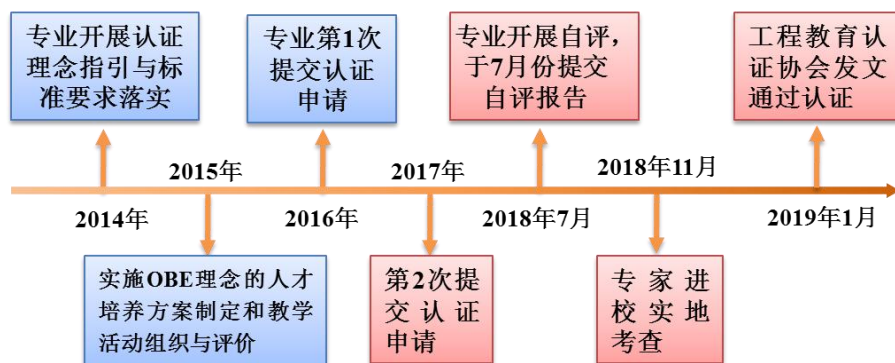 专业开展认证
理念指引与标
准要求落实
专业第1次
提交认证
申请
专业开展自评，
于7月份提交
自评报告
工程教育认
证协会发文
通过认证
2015年
2017年
2018年11月
2014年
2016年
2018年7月
2019年1月
实施OBE理念的人才
培养方案制定和教学
活动组织与评价
第2次提
交认证
申请
专家进
校实地
考查